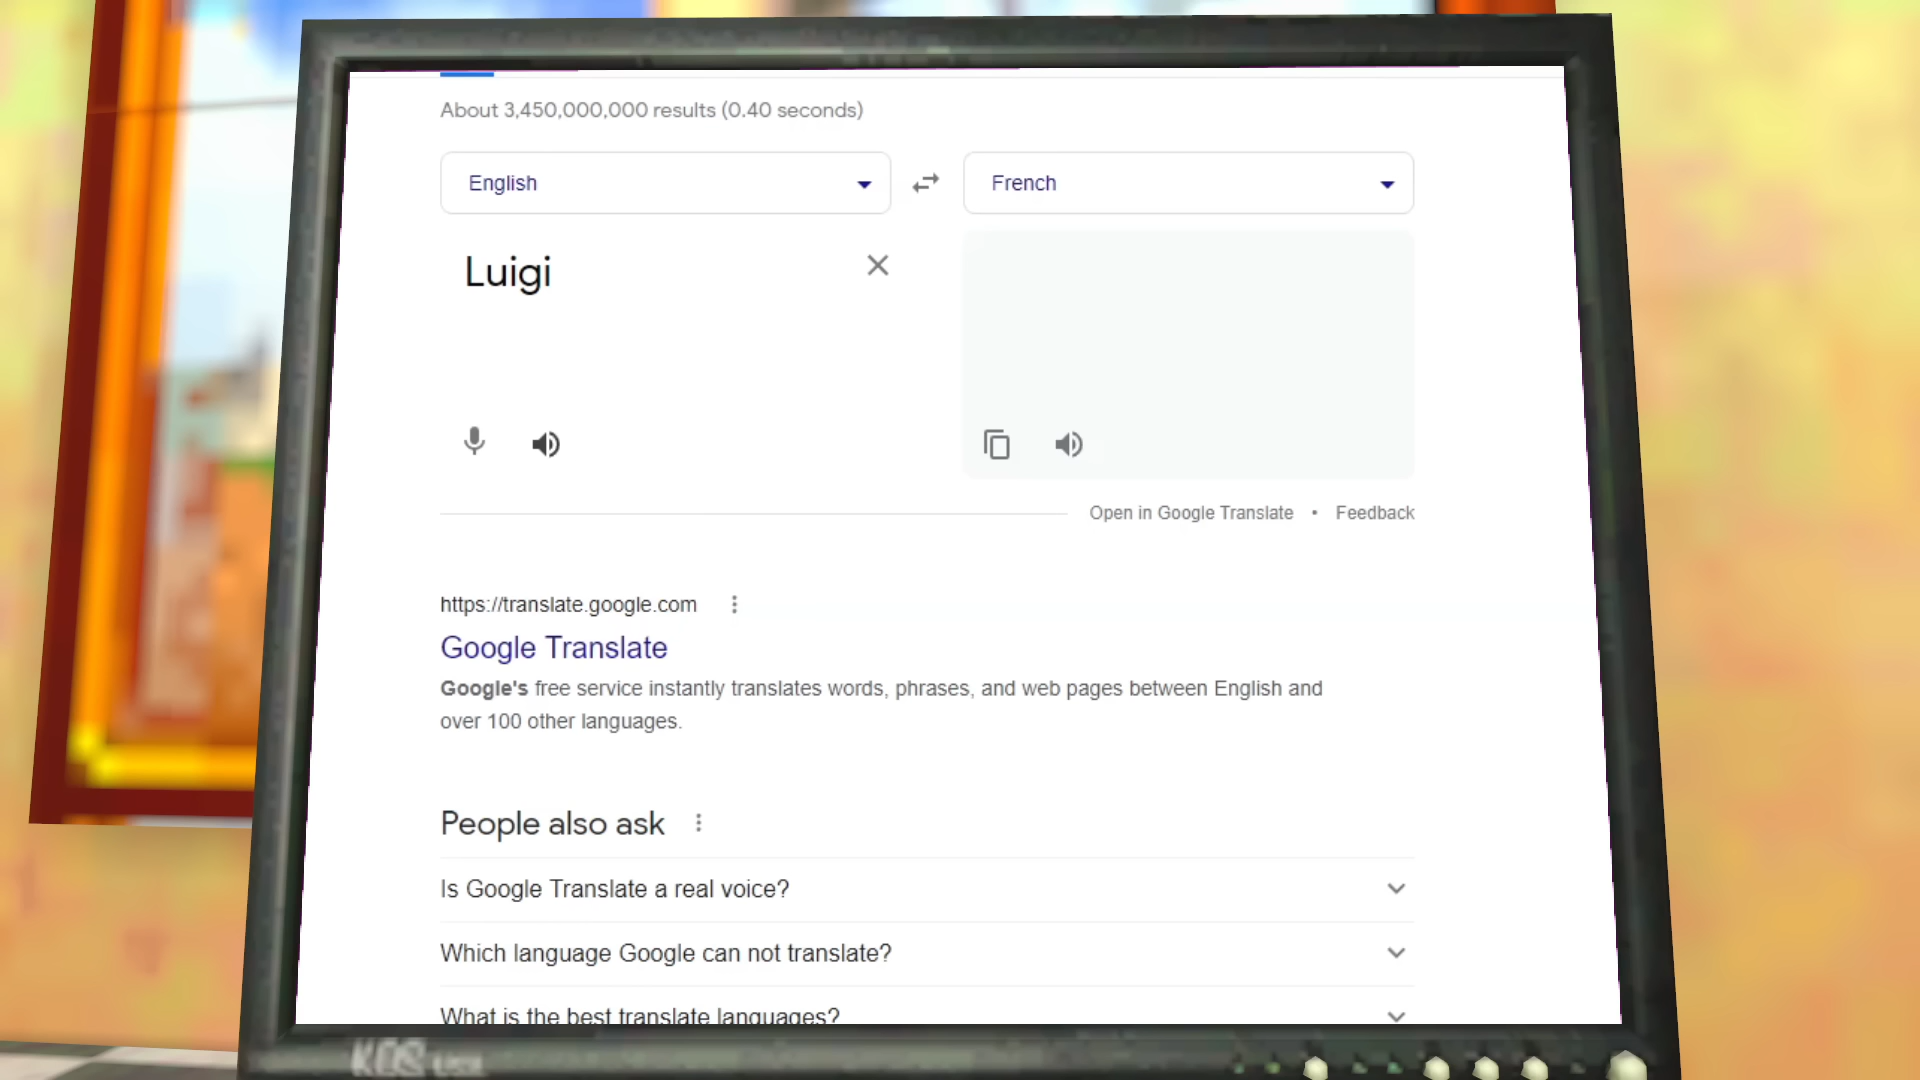 About 3,450,000,000 results (0.40 seconds)
English
French
Luigi
Open in Google Translate • Feedback
https://translate.google.com
Google Translate
Google's free service instantly translates words, phrases, and web pages between English and
over 100 other languages.
People also ask
Is Google Translate a real voice?
Which language Google can not translate?
What is the best translate languages?